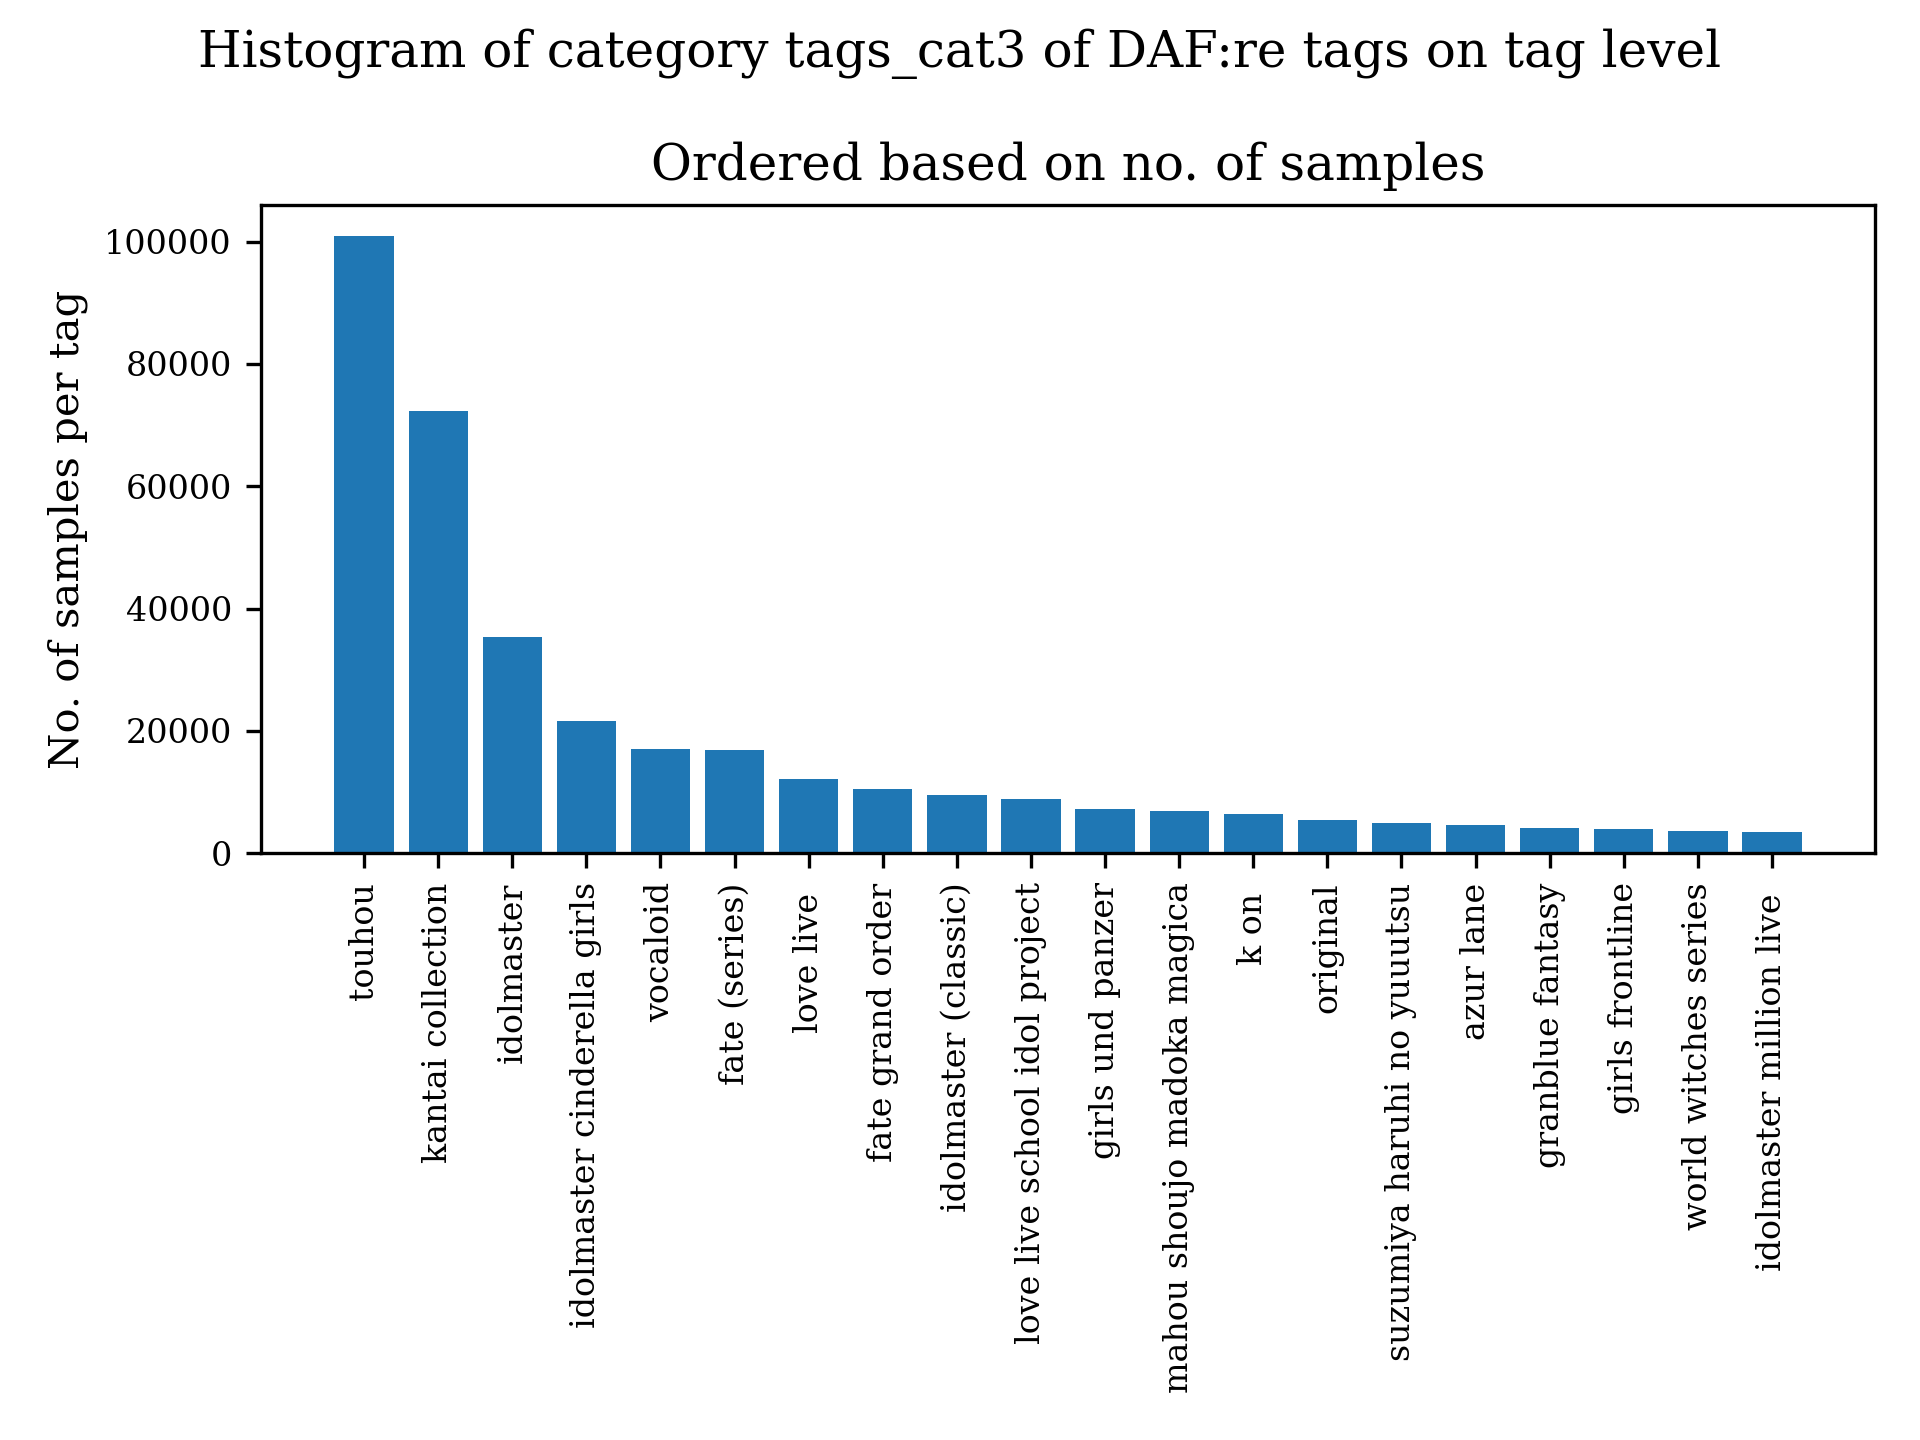 Histogram of category tags_cat3 of DAF:re tags on tag level
Ordered based on no. of samples
No. of samples per tag
100000
80000
60000
40000
20000
0
touhou
kantai collection
idolmaster
idolmaster cinderella girls
vocaloid
fate (series)
love live
fate grand order
idolmaster (classic)
love live school idol project
girls und panzer
mahou shoujo madoka magica
k on
original
suzumiya haruhi no yuuutsu
azur lane
granblue fantasy
girls frontline
world witches series
idolmaster million live